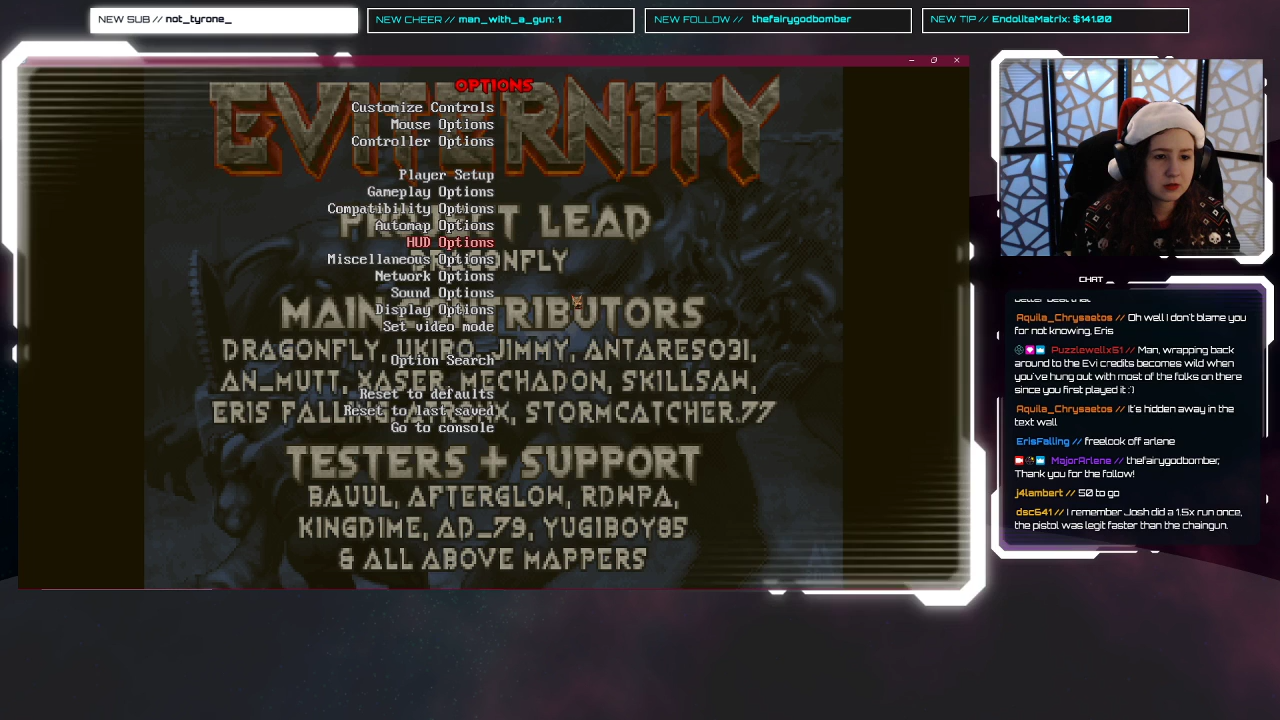 NEW SUB // not_tyrone_
NEW CHEER // man_with_a_gun: 1
NEW FOLLOW // thefairygodbomber
NEW TIP // EndoliteMatrix: $141.00
EVITERNITY
OPTIONS
Customize Controls
Mouse Options
Controller Options
Player Setup
Gameplay Options
Compatibility Options
Automap Options
HUD Options
Miscellaneous Options
Network Options
Sound Options
Display Options
Set video mode
Option Search
Reset to defaults
Reset to last saved
Go to console
PROJECT LEAD
DRAGONFLY
MAIN CONTRIBUTORS
DRAGONFLY, UKIRO, JIMMY, ANTARES031,
AN_MUTT, XASER, MECHADON, SKILLSAW,
ERIS FALLING, STORMCATCHER.77
TESTERS + SUPPORT
BAUUL, AFTERGLOW, RDWPA,
KINGDIME, AD_79, YUGIBOY85
& ALL ABOVE MAPPERS
CHAT
Aquila_Chrysaetos // Oh well I don't blame you
for not knowing, Eris
Puzzlewellx61 // Man, wrapping back
around to the Evi credits becomes wild when
you've hung out with most of the folks on there
since you first played it :')
Aquila_Chrysaetos // It's hidden away in the
text wall
ErisFalling // freelook off arlene
MajorArlene // thefairygodbomber,
Thank you for the follow!
j4lambert // 50 to go
dsc641 // I remember Josh did a 1.5x run once,
the pistol was legit faster than the chaingun.